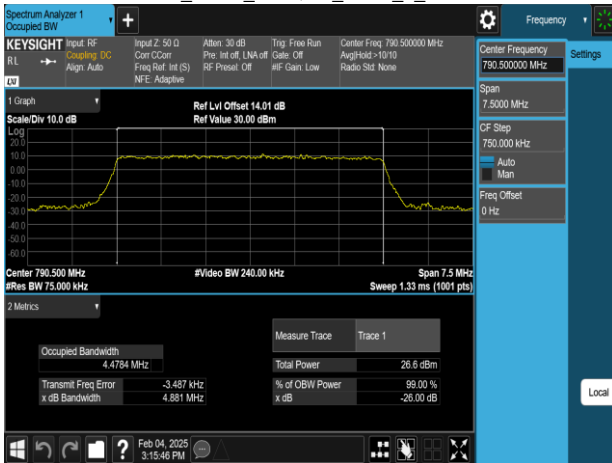 Spectrum Analyzer 1
Occupied BW
Frequency
KEYSIGHT
Input: RF
Input Z: 50 Ω
Atten: 30 dB
Trig: Free Run
Center Freq: 790.500000 MHz
R L
Coupling: DC
Corr CCorr
Pre: Int off, LNA off
Gate: Off
Avg|Hold:>10/10
Align: Auto
Freq Ref: Int (S)
RF Presel: Off
#IF Gain: Low
Radio Std: None
NFE: Adaptive
LXI
Center Frequency
790.500000 MHz
Settings
Span
7.5000 MHz
CF Step
750.000 kHz
Auto
Man
Freq Offset
0 Hz
1 Graph
Ref Lvl Offset 14.01 dB
Scale/Div 10.0 dB
Ref Value 30.00 dBm
Log
20.0
10.0
0.00
-10.0
-20.0
-30.0
-40.0
-50.0
-60.0
Center 790.500 MHz
#Video BW 240.00 kHz
Span 7.5 MHz
#Res BW 75.000 kHz
Sweep 1.33 ms (1001 pts)
2 Metrics
Measure Trace
Trace 1
Occupied Bandwidth
4.4784 MHz
Total Power
26.6 dBm
Transmit Freq Error
-3.487 kHz
% of OBW Power
99.00 %
x dB Bandwidth
4.881 MHz
x dB
-26.00 dB
Local
Feb 04, 2025
3:15:46 PM